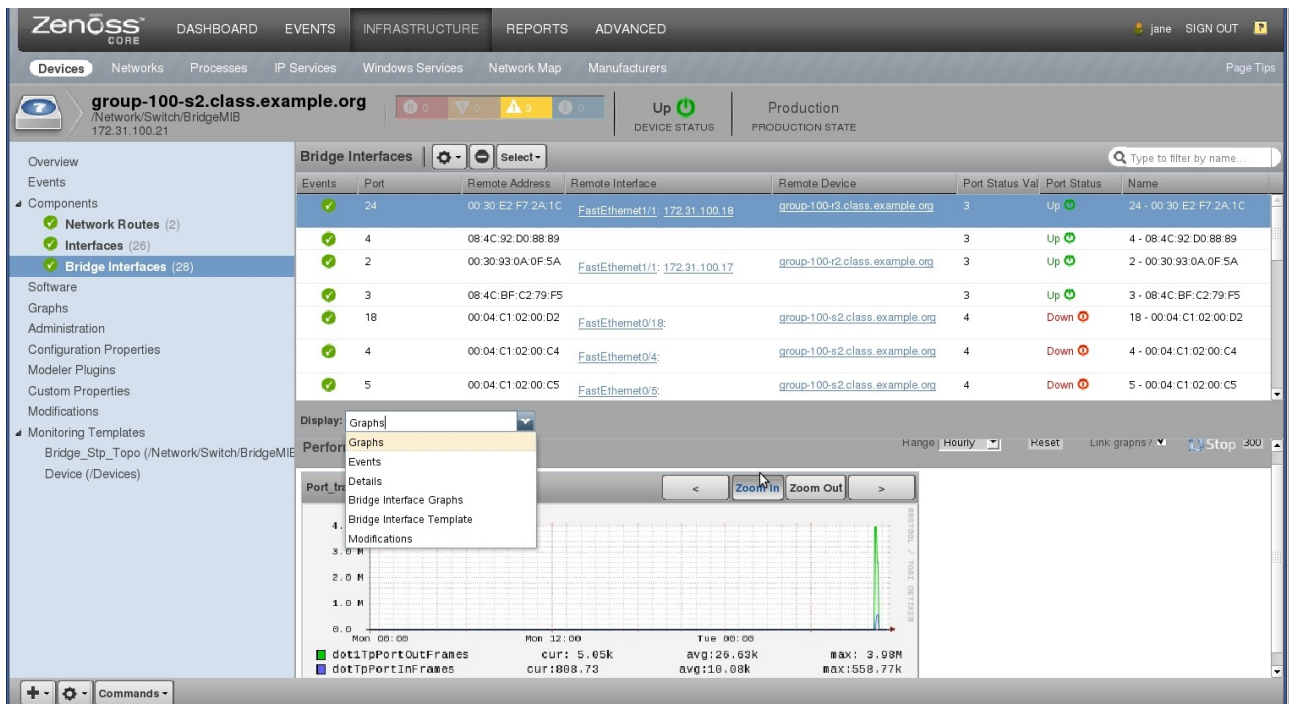 Zenōss™ CORE DASHBOARD EVENTS INFRASTRUCTURE REPORTS ADVANCED jane SIGN OUT ?
Devices Networks Processes IP Services Windows Services Network Map Manufacturers Page Tips
group-100-s2.class.example.org
/Network/Switch/BridgeMIB
172.31.100.21
0 0 9 0
Up
DEVICE STATUS
Production
PRODUCTION STATE
Overview
Events
Components
Network Routes (2)
Interfaces (26)
Bridge Interfaces (28)
Software
Graphs
Administration
Configuration Properties
Modeler Plugins
Custom Properties
Modifications
Monitoring Templates
Bridge_Stp_Topo (/Network/Switch/BridgeMIB
Device (/Devices)
Bridge Interfaces Select Type to filter by name...
Events Port Remote Address Remote Interface Remote Device Port Status Val Port Status Name
24 00:30:E2:F7:2A:1C FastEthernet1/1: 172.31.100.18 group-100-r3.class.example.org 3 Up 24 - 00:30:E2:F7:2A:1C
4 08:4C:92:D0:88:89 3 Up 4 - 08:4C:92:D0:88:89
2 00:30:93:0A:0F:5A FastEthernet1/1: 172.31.100.17 group-100-r2.class.example.org 3 Up 2 - 00:30:93:0A:0F:5A
3 08:4C:BF:C2:79:F5 3 Up 3 - 08:4C:BF:C2:79:F5
18 00:04:C1:02:00:D2 FastEthernet0/18: group-100-s2.class.example.org 4 Down 18 - 00:04:C1:02:00:D2
4 00:04:C1:02:00:C4 FastEthernet0/4: group-100-s2.class.example.org 4 Down 4 - 00:04:C1:02:00:C4
5 00:04:C1:02:00:C5 FastEthernet0/5: group-100-s2.class.example.org 4 Down 5 - 00:04:C1:02:00:C5
Display: Graphs
Graphs
Events
Details
Bridge Interface Graphs
Bridge Interface Template
Modifications
Perfor Range Hourly Reset Link graphs? Stop 300
Port_tra < Zoom In Zoom Out >
4.
3.0 M
2.0 M
1.0 M
0.0
Mon 00:00 Mon 12:00 Tue 00:00
dot1TpPortOutFrames cur: 5.05k avg:26.63k max: 3.98M
dotTpPortInFrames cur:808.73 avg:10.08k max:558.77k
RRDTOOL / TOBI OETIKER
Commands